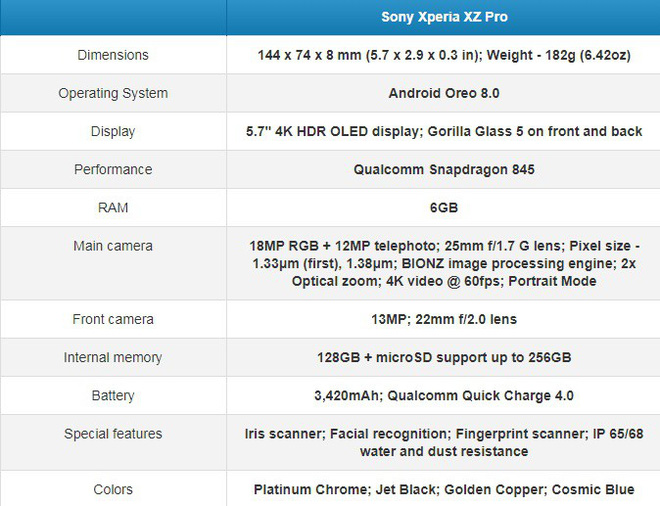 Sony Xperia XZ Pro
Dimensions
144 x 74 x 8 mm (5.7 x 2.9 x 0.3 in); Weight - 182g (6.42oz)
Operating System
Android Oreo 8.0
Display
5.7" 4K HDR OLED display; Gorilla Glass 5 on front and back
Performance
Qualcomm Snapdragon 845
RAM
6GB
Main camera
18MP RGB + 12MP telephoto; 25mm f/1.7 G lens; Pixel size -
1.33µm (first), 1.38µm; BIONZ image processing engine; 2x
Optical zoom; 4K video @ 60fps; Portrait Mode
Front camera
13MP; 22mm f/2.0 lens
Internal memory
128GB + microSD support up to 256GB
Battery
3,420mAh; Qualcomm Quick Charge 4.0
Special features
Iris scanner; Facial recognition; Fingerprint scanner; IP 65/68
water and dust resistance
Colors
Platinum Chrome; Jet Black; Golden Copper; Cosmic Blue